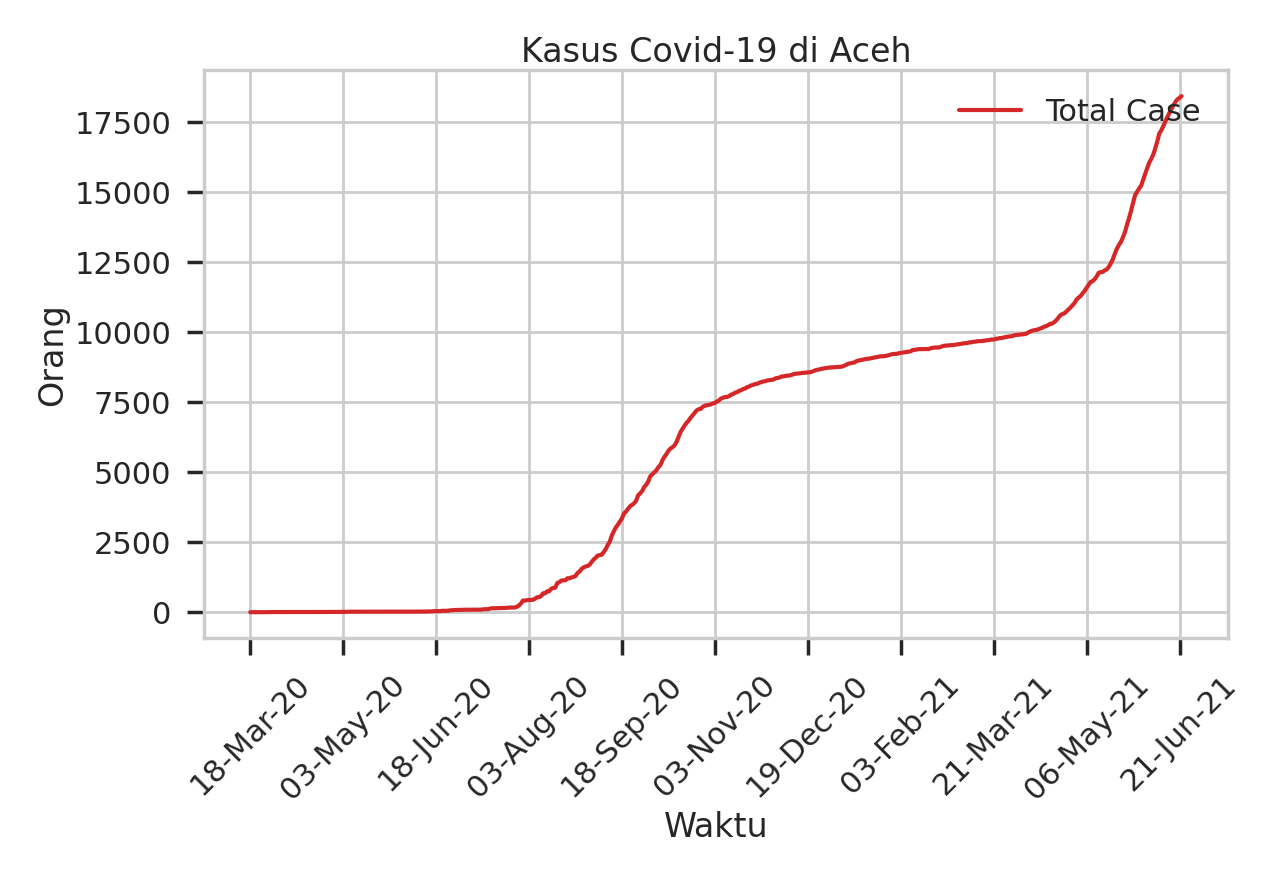 Kasus Covid-19 di Aceh
Total Case
17500
15000
12500
10000
7500
5000
2500
0
Orang
18-Mar-20
03-May-20
18-Jun-20
03-Aug-20
18-Sep-20
03-Nov-20
19-Dec-20
03-Feb-21
21-Mar-21
06-May-21
21-Jun-21
Waktu